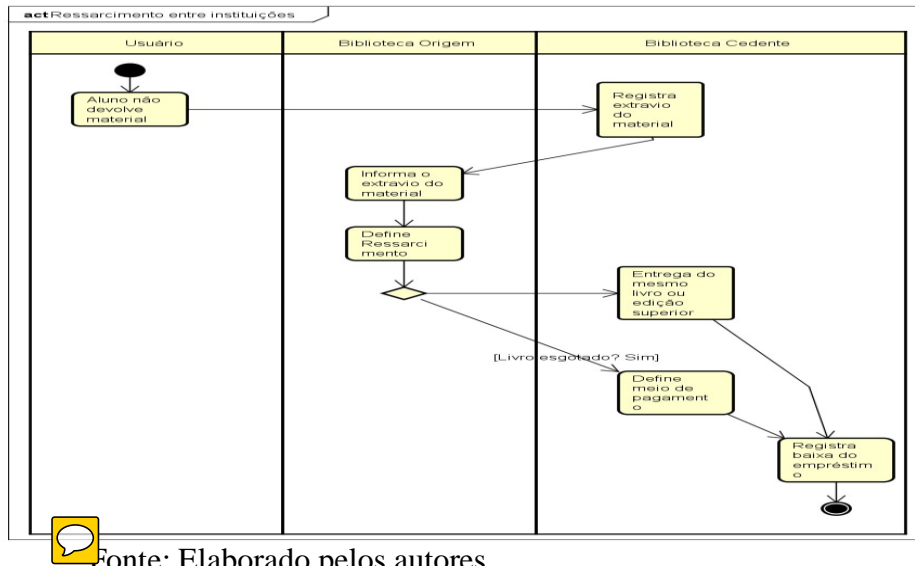 act Ressarcimento entre instituições
Usuário
Biblioteca Origem
Biblioteca Cedente
Aluno não
devolve
material
Registra
extravio
do
material
Informa o
extravio do
material
Define
Ressarci
mento
Entrega do
mesmo
livro ou
edição
superior
[Livro esgotado? Sim]
Define
meio de
pagament
o
Registra
baixa do
empréstim
o
Fonte: Elaborado pelos autores